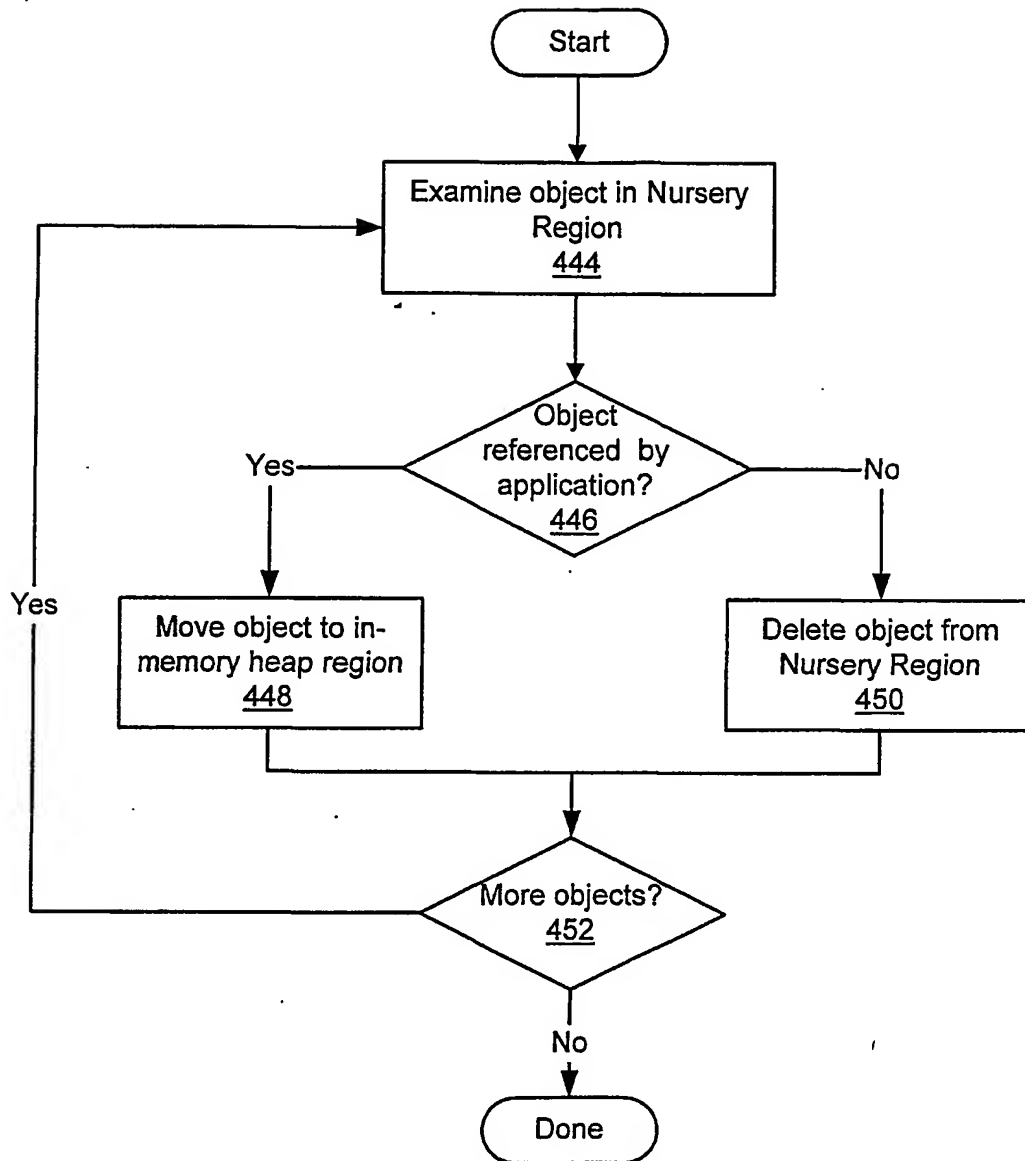 Start
Examine object in Nursery
Region
444
Object
referenced by
application?
446
Yes
No
Move object to in-
memory heap region
448
Delete object from
Nursery Region
450
Yes
More objects?
452
No
Done